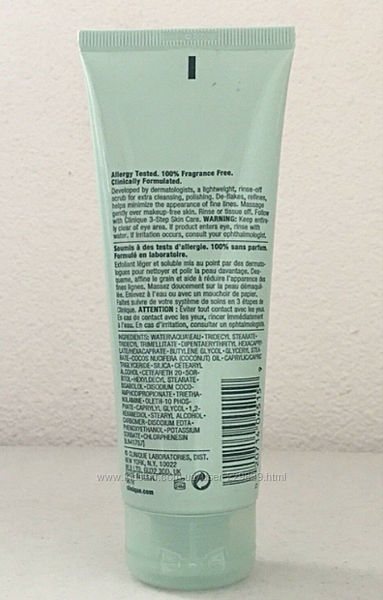 Allergy Tested. 100% Fragrance Free.
Clinically Formulated.
Developed by dermatologists, a lightweight, rinse-off
scrub for extra cleansing, polishing. De-flakes, refines,
helps minimize the appearance of fine lines. Massage
gently over makeup-free skin. Rinse or tissue off. Follow
with Clinique 3-Step Skin Care. WARNING: Keep entire-
ly clear of eye area. If product enters eye, rinse with
water. If irritation occurs, consult your ophthalmologist.
Soumis à des tests d'allergie. 100% sans parfum.
Formulé en laboratoire.
Exfoliant léger et soluble mis au point par des derma-
tologues pour nettoyer et polir la peau davantage. Des-
quame, affine le grain et aide à réduire l'apparence des
fines lignes. Massez doucement sur la peau démaquil-
lée. Enlevez à l'eau ou avec un mouchoir de papier.
Faites suivre de votre système de soins en 3 étapes de
Clinique. ATTENTION : Éviter tout contact avec les yeux.
En cas de contact avec les yeux, rincer immédiatement
à l'eau. En cas d'irritation, consulter un ophtalmologiste.
INGREDIENTS: WATER\AQUA\EAU•TRIDECYL STEARATE•
TRIDECYL TRIMELLITATE•DIPENTAERYTHRITYL HEXACAPRY-
LATE/HEXACAPRATE•BUTYLENE GLYCOL•GLYCERYL STEA-
RATE•COCOS NUCIFERA (COCONUT) OIL•CAPRYLIC/CAPRIC
TRIGLYCERIDE•SILICA•CETEARYL
ALCOHOL•CETEARETH 20•SOR-
BITOL•HEXYLDECYL STEARATE•
BISABOLOL•DISODIUM COCO-
AMPHODIPROPIONATE•TRIETHA-
NOLAMINE•OLETH-10 PHOS-
PHATE•CAPRYLYL GLYCOL•1,2-
HEXANEDIOL•STEARYL ALCOHOL•
CARBOMER•DISODIUM EDTA•
PHENOXYETHANOL•POTASSIUM
SORBATE•CHLORPHENESIN
© CLINIQUE LABORATORIES, DIST.
NEW YORK, N.Y. 10022
clinique.com